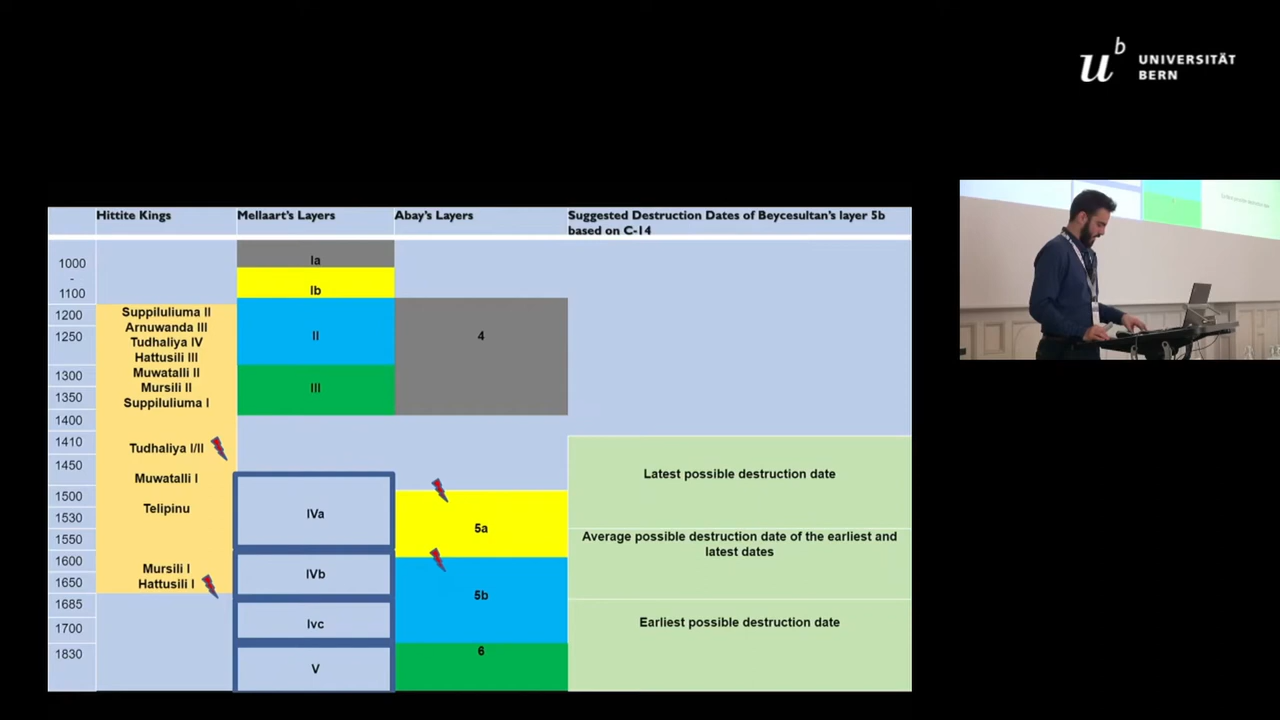 u
b
UNIVERSITÄT
BERN
Hittite Kings
Mellaart's Layers
Abay's Layers
Suggested Destruction Dates of Beycesultan's layer 5b
based on C-14
1000
-
1100
1200
1250
1300
1350
1400
1410
1450
1500
1530
1550
1600
1650
1685
1700
1830
Suppiluliuma II
Arnuwanda III
Tudhaliya IV
Hattusili III
Muwatalli II
Mursili II
Suppiluliuma I
Tudhaliya I/II
Muwatalli I
Telipinu
Mursili I
Hattusili I
Ia
Ib
II
III
IVa
IVb
Ivc
V
4
5a
5b
6
Latest possible destruction date
Average possible destruction date of the earliest and
latest dates
Earliest possible destruction date